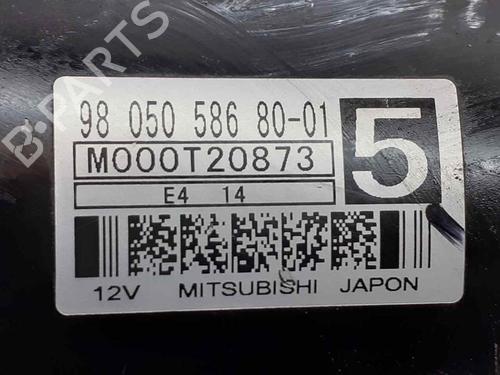 98 050 586 80-01
5
M000T20873
E4 14
12V MITSUBISHI JAPON
B-PARTS